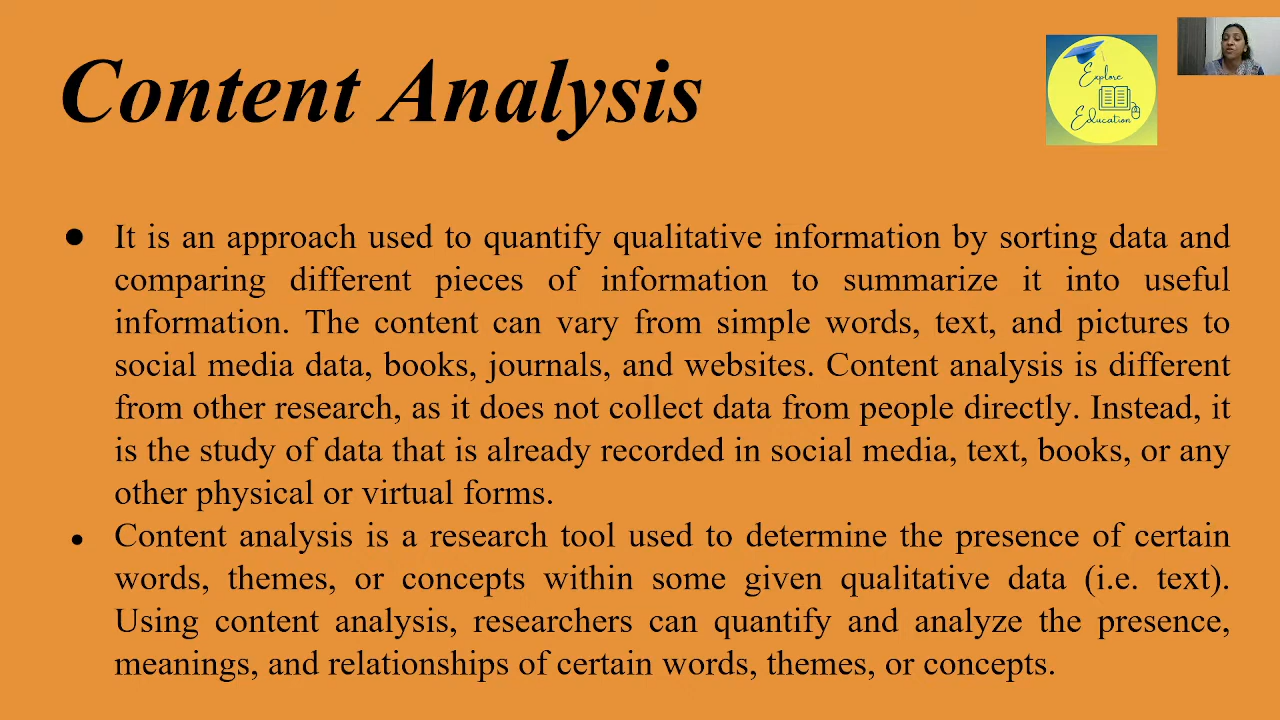 Content Analysis
Explore
Education
● It is an approach used to quantify qualitative information by sorting data and
comparing different pieces of information to summarize it into useful
information. The content can vary from simple words, text, and pictures to
social media data, books, journals, and websites. Content analysis is different
from other research, as it does not collect data from people directly. Instead, it
is the study of data that is already recorded in social media, text, books, or any
other physical or virtual forms.
● Content analysis is a research tool used to determine the presence of certain
words, themes, or concepts within some given qualitative data (i.e. text).
Using content analysis, researchers can quantify and analyze the presence,
meanings, and relationships of certain words, themes, or concepts.